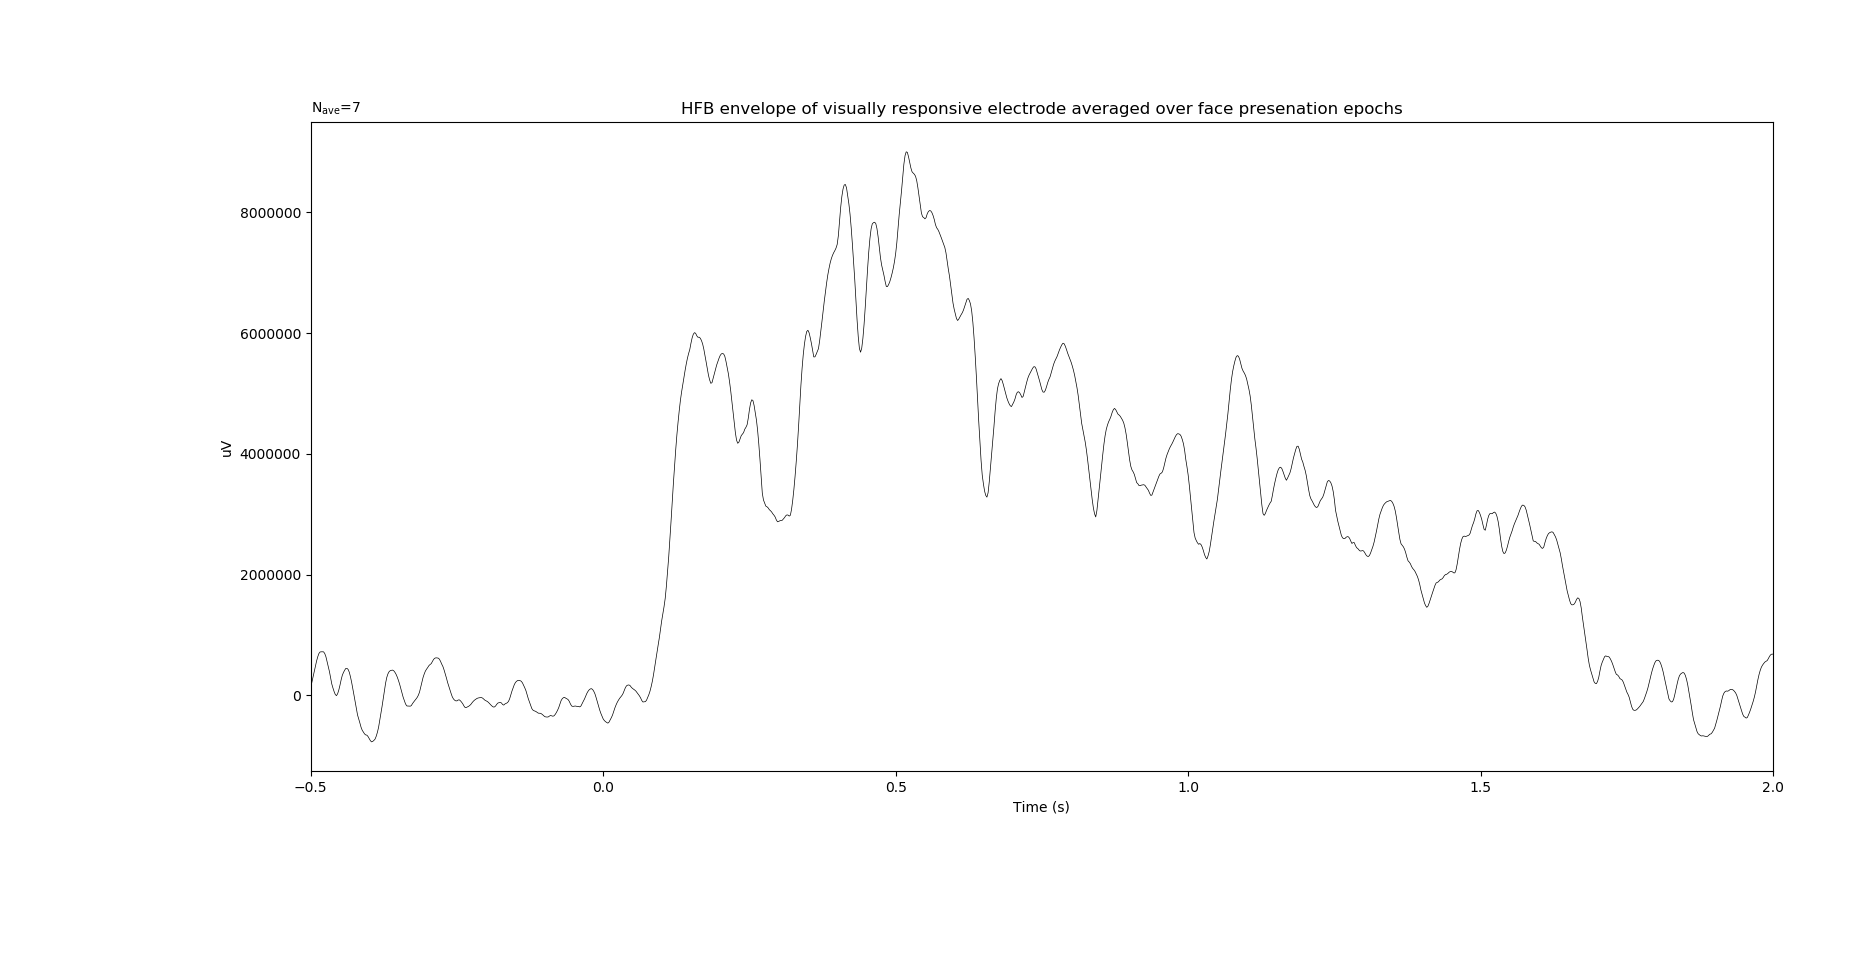 N_ave=7
HFB envelope of visually responsive electrode averaged over face presenation epochs
uV
8000000
6000000
4000000
2000000
0
−0.5 0.0 0.5 1.0 1.5 2.0
Time (s)